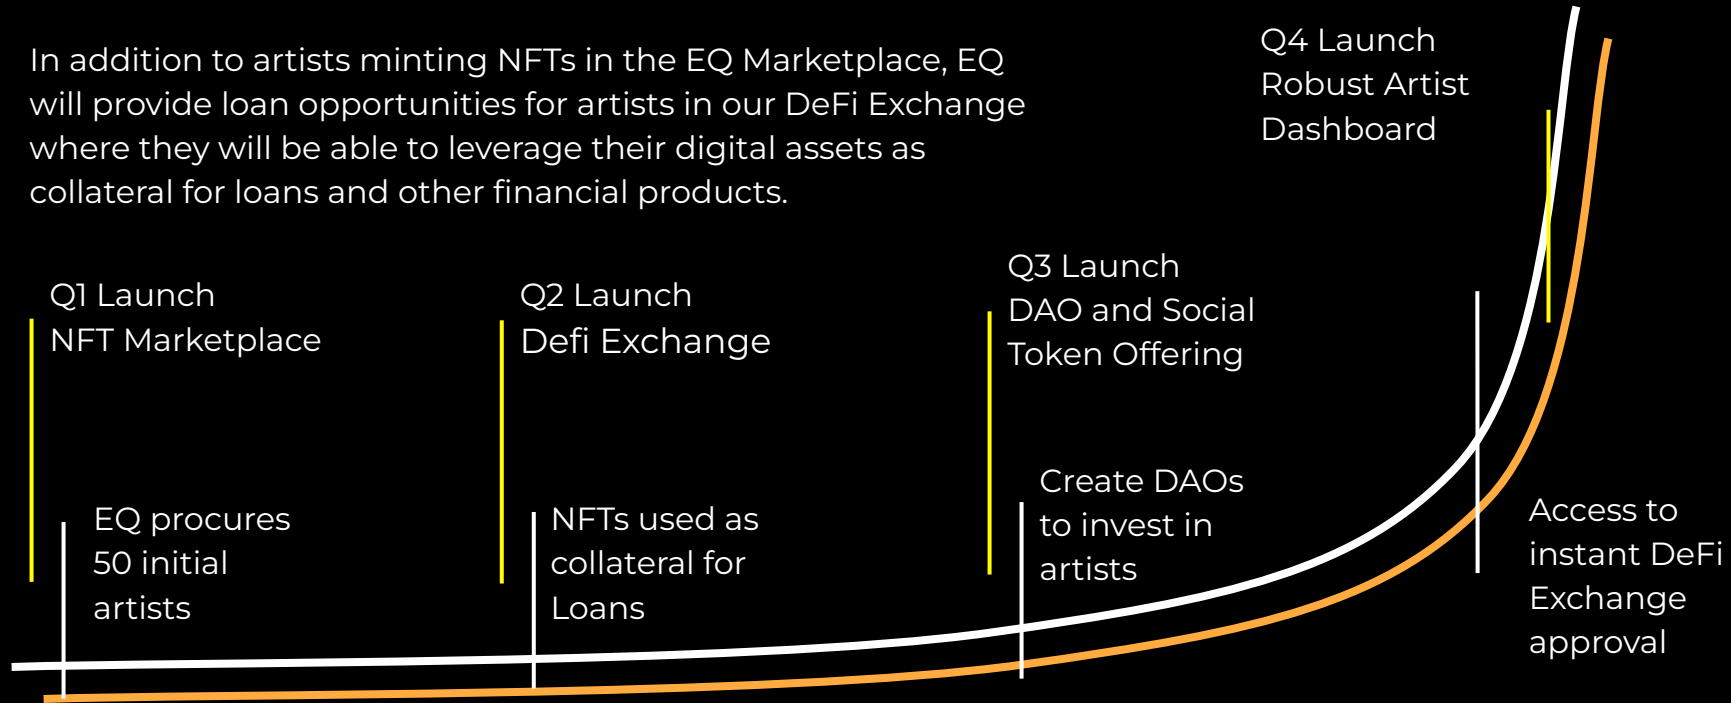 In addition to artists minting NFTs in the EQ Marketplace, EQ
will provide loan opportunities for artists in our DeFi Exchange
where they will be able to leverage their digital assets as
collateral for loans and other financial products.
Q1 Launch
NFT Marketplace
EQ procures
50 initial
artists
Q2 Launch
Defi Exchange
NFTs used as
collateral for
Loans
Q3 Launch
DAO and Social
Token Offering
Create DAOs
to invest in
artists
Q4 Launch
Robust Artist
Dashboard
Access to
instant DeFi
Exchange
approval